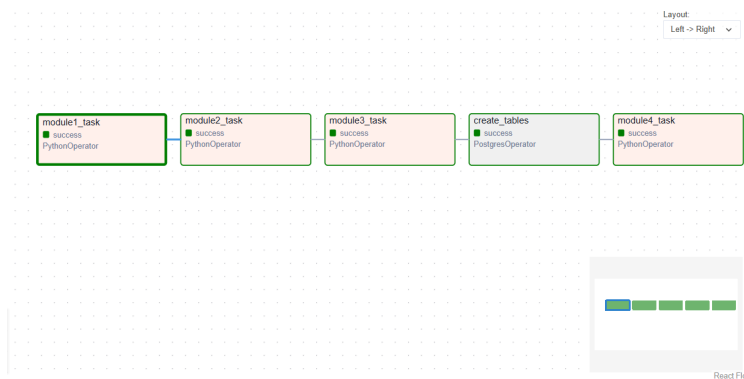 Layout:
Left -> Right
module1_task
success
PythonOperator
module2_task
success
PythonOperator
module3_task
success
PythonOperator
create_tables
success
PostgresOperator
module4_task
success
PythonOperator
React Fl